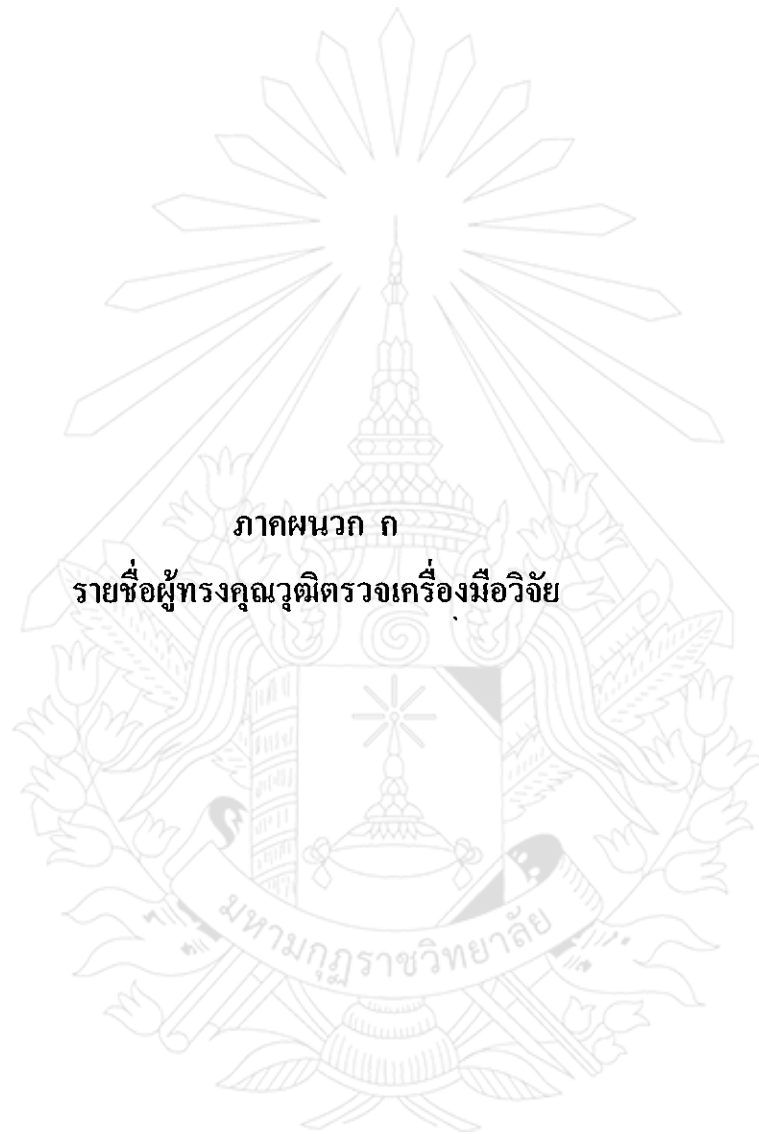 ภาคผนวก ก
รายชื่อผู้ทรงคุณวุฒิตรวจเครื่องมือวิจัย
มหามกุฏราชวิทยาลัย